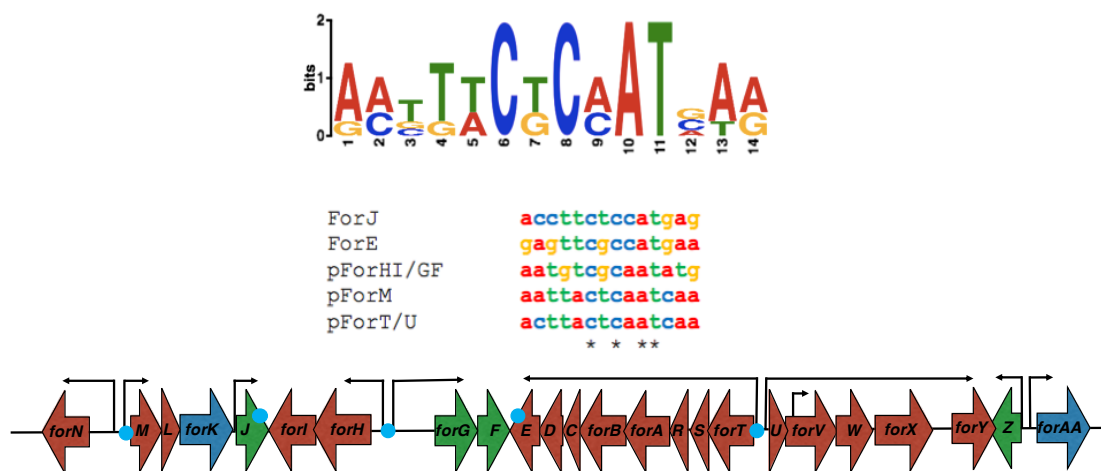 2
bits
1
0
A A T T T C T C A A T G A A
G C G G A G C C T G
C A
1 2 3 4 5 6 7 8 9 10 11 12 13 14
ForJ accttctccatgag
ForE gagttcgccatgaa
pForHI/GF aatgtcgcaatatg
pForM aattactcaatcaa
pForT/U acttactcaatcaa
* * **
forN M L forK J forI forH forG F E D C forB forA R S forT U forV W forX forY Z forAA